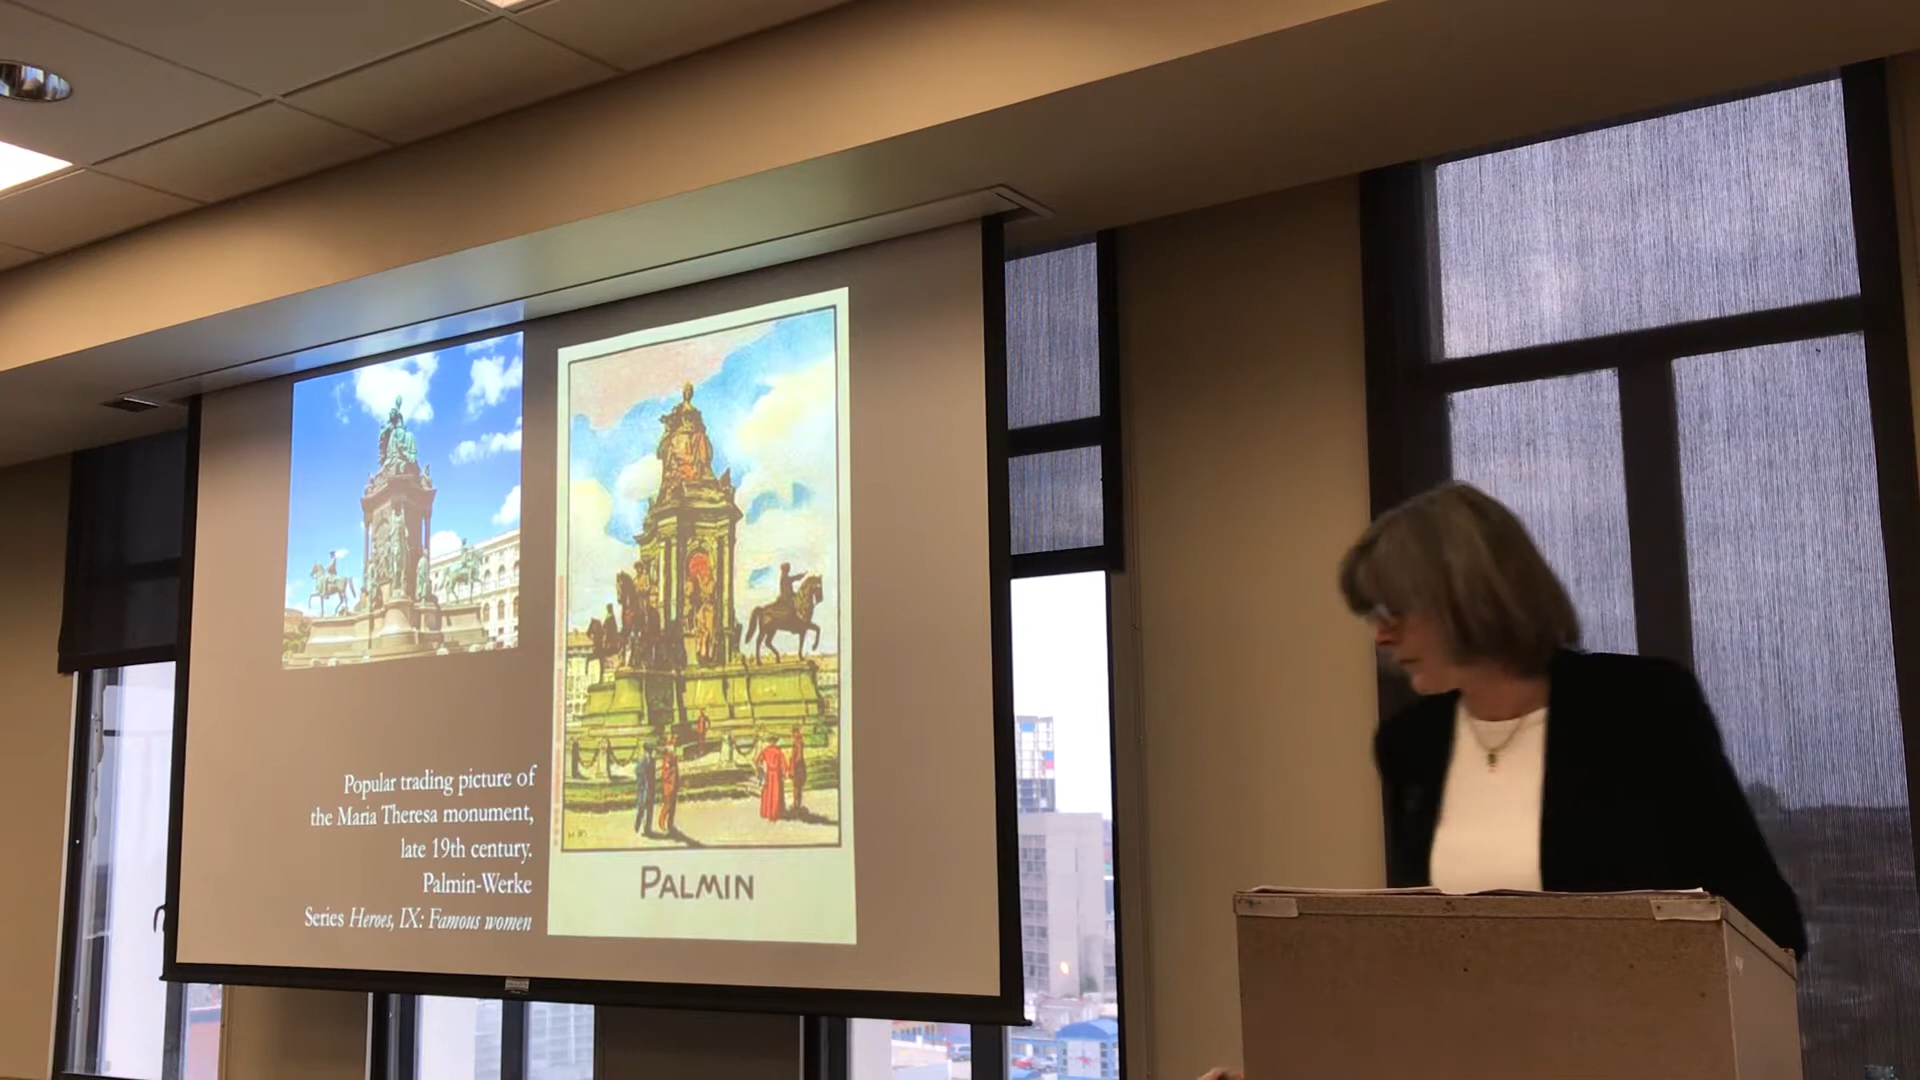 Popular trading picture of
the Maria Theresa monument,
late 19th century.
Palmin-Werke
Series Heroes, IX: Famous women
PALMIN